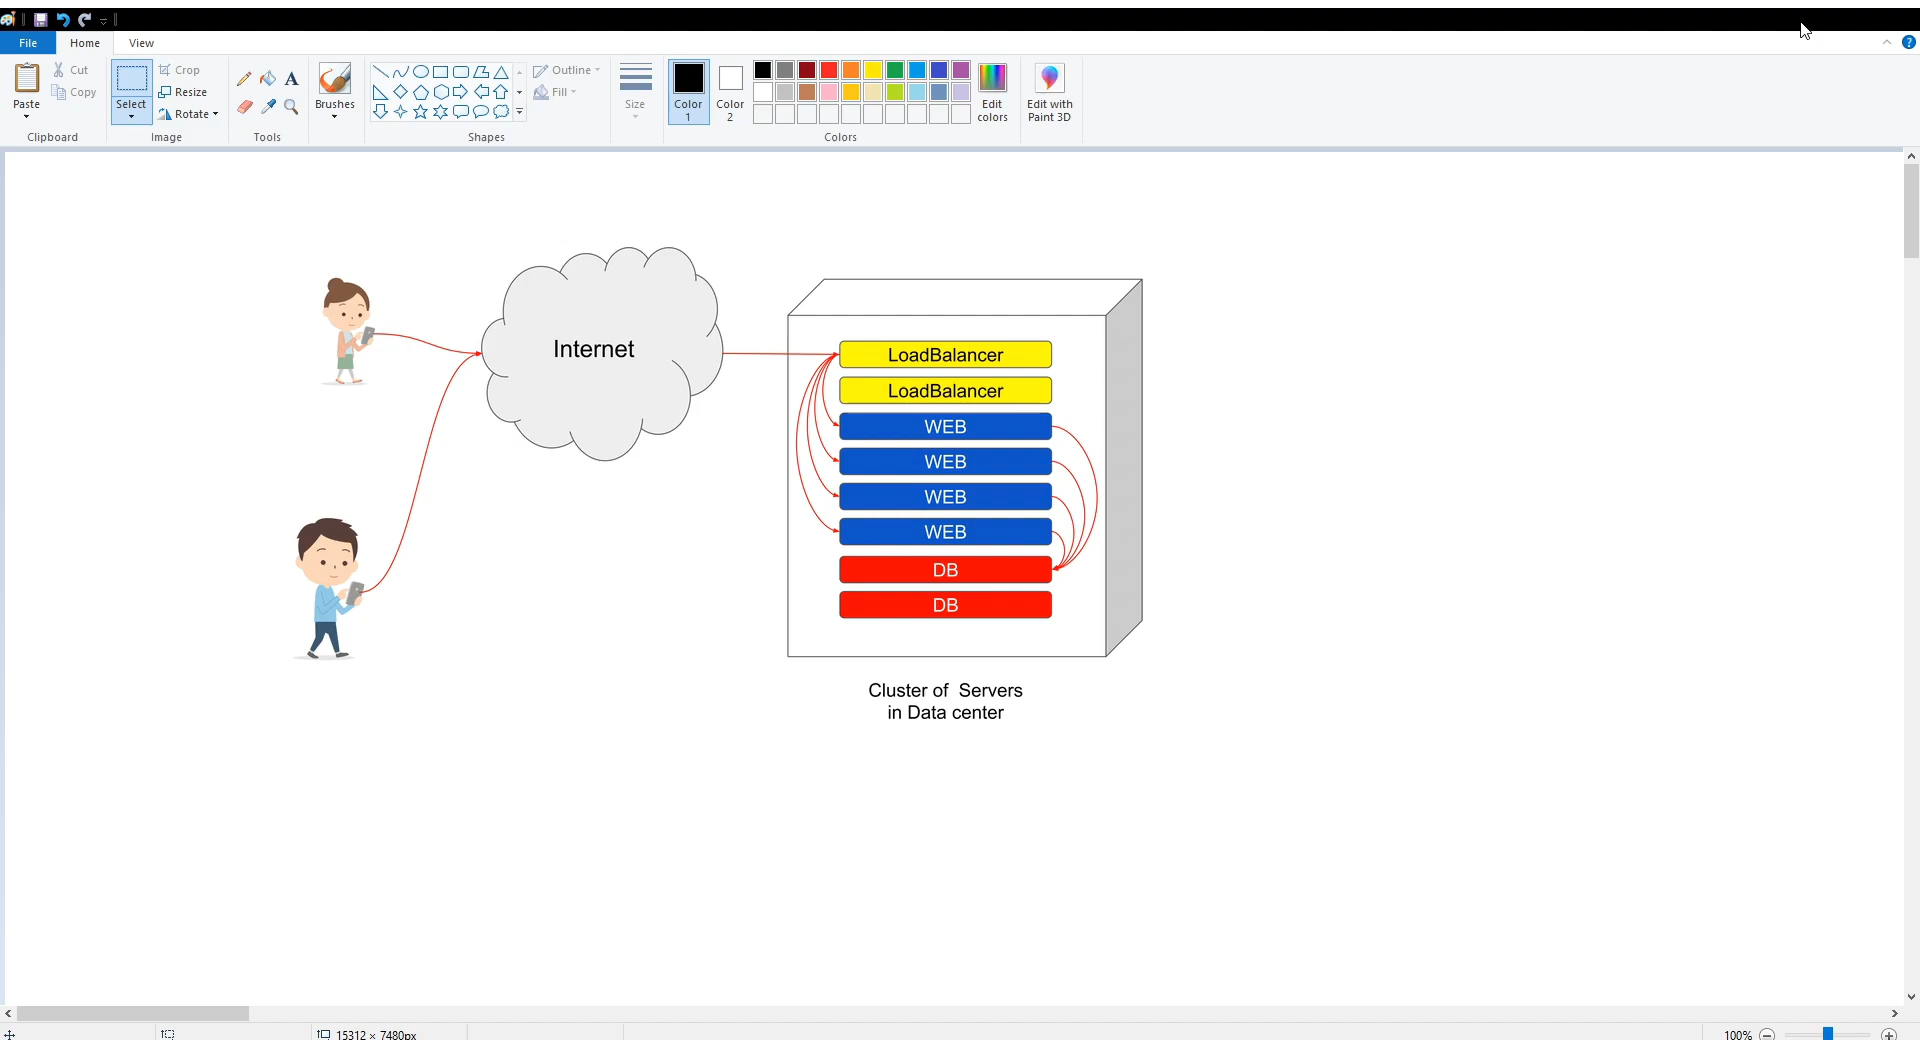 File Home View
Paste
Cut
Copy
Clipboard
Select
Crop
Resize
Rotate
Image
Tools
Brushes
Shapes
Outline
Fill
Size
Color 1
Color 2
Colors
Edit colors
Edit with Paint 3D
Internet
LoadBalancer
LoadBalancer
WEB
WEB
WEB
WEB
DB
DB
Cluster of Servers
in Data center
15312 × 7480px
100%